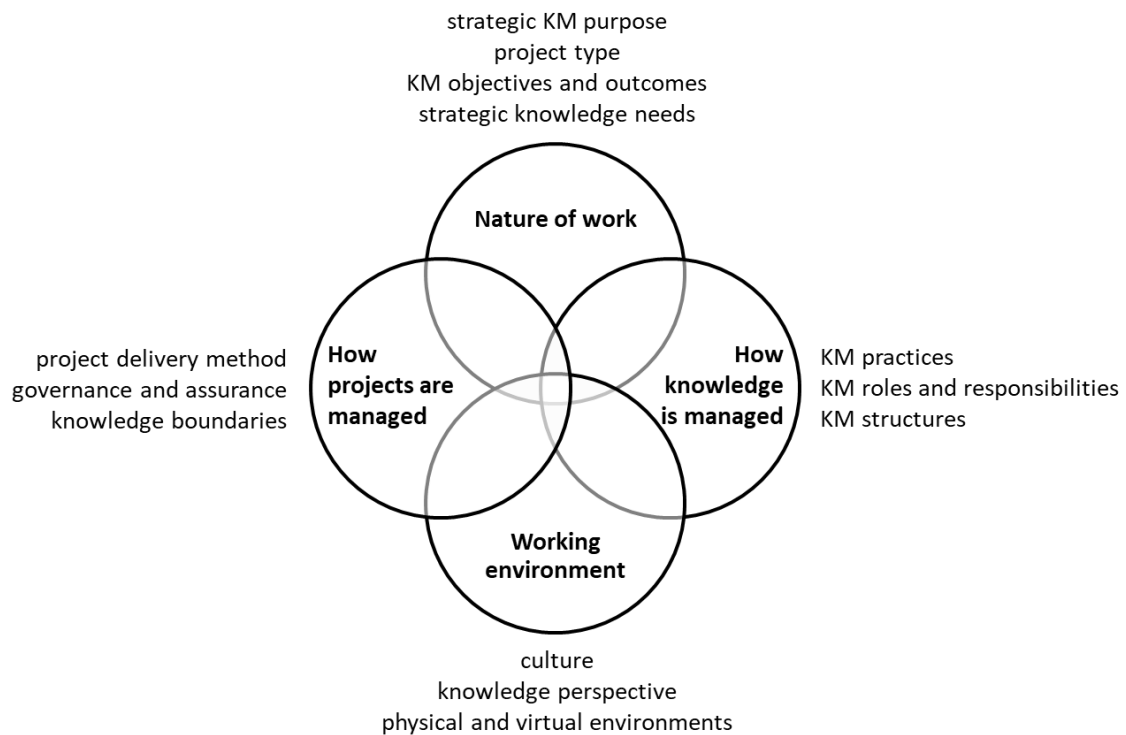 strategic KM purpose
project type
KM objectives and outcomes
strategic knowledge needs
Nature of work
project delivery method
governance and assurance
knowledge boundaries
How
projects are
managed
How
knowledge
is managed
KM practices
KM roles and responsibilities
KM structures
Working
environment
culture
knowledge perspective
physical and virtual environments